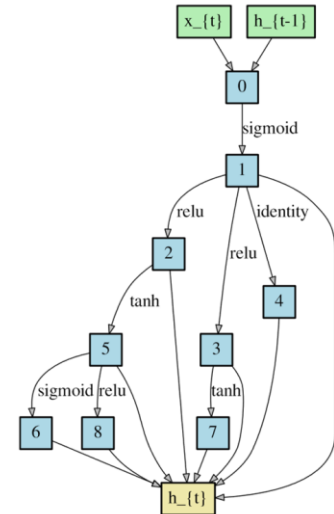 x_{t} h_{t-1}
0
sigmoid
1
relu identity
2 relu
4
tanh
5 3
sigmoid relu tanh
6 8 7
h_{t}